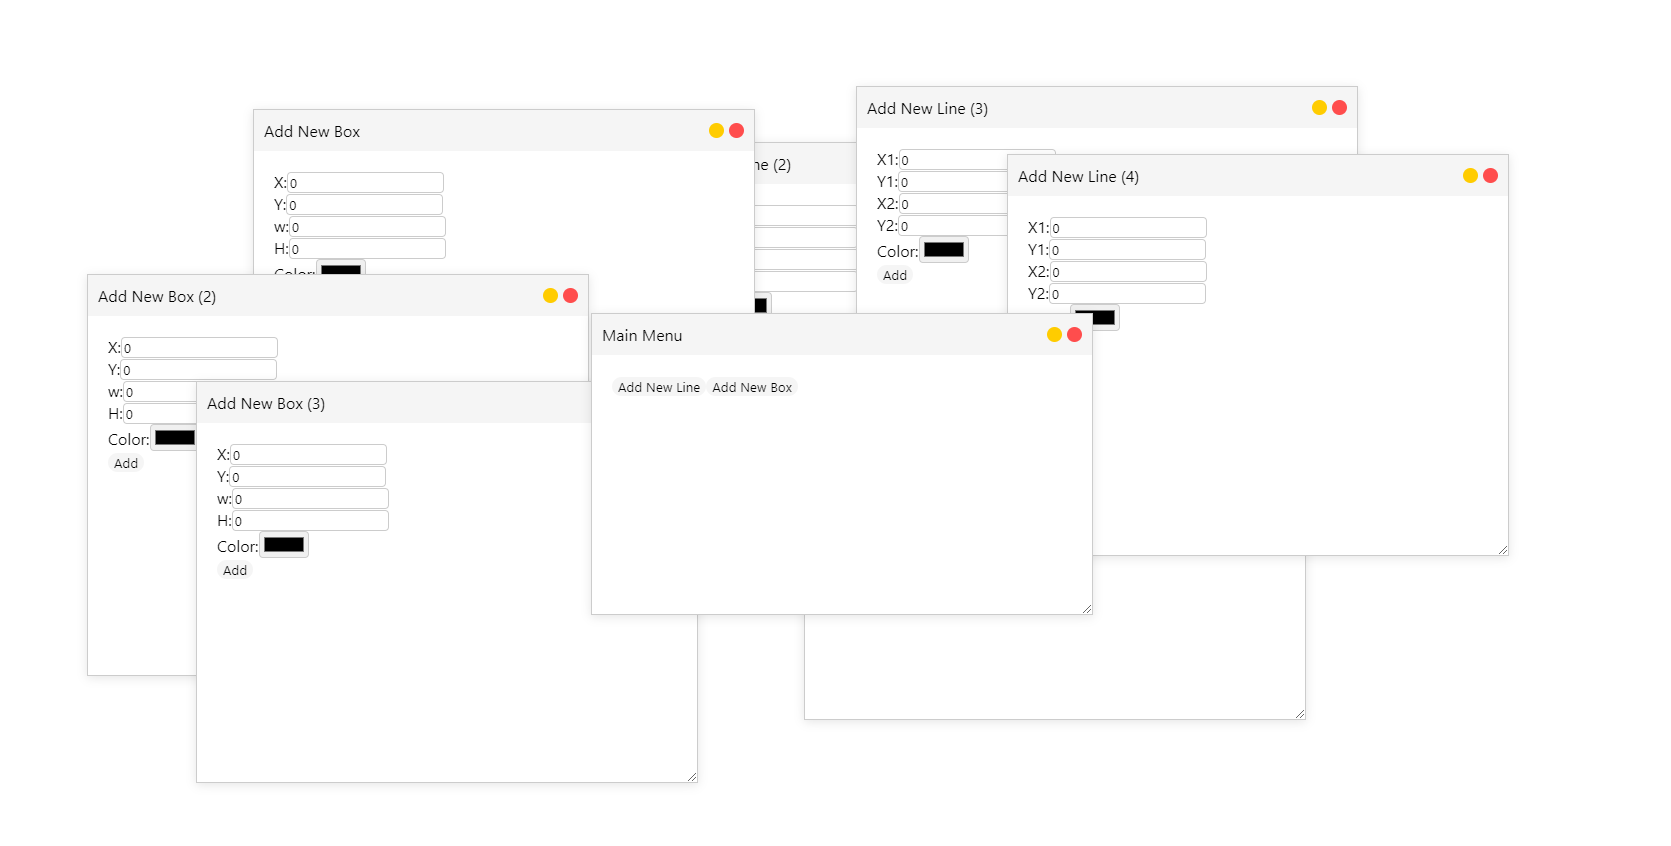 Add New Box
X:0
Y:0
w:0
H:0
Color:
(2)
Add New Line (3)
X1:0
Y1:0
X2:0
Y2:0
Color:
Add
Add New Line (4)
X1:0
Y1:0
X2:0
Y2:0
Add New Box (2)
X:0
Y:0
w:0
H:0
Color:
Add
Add New Box (3)
X:0
Y:0
w:0
H:0
Color:
Add
Main Menu
Add New Line Add New Box